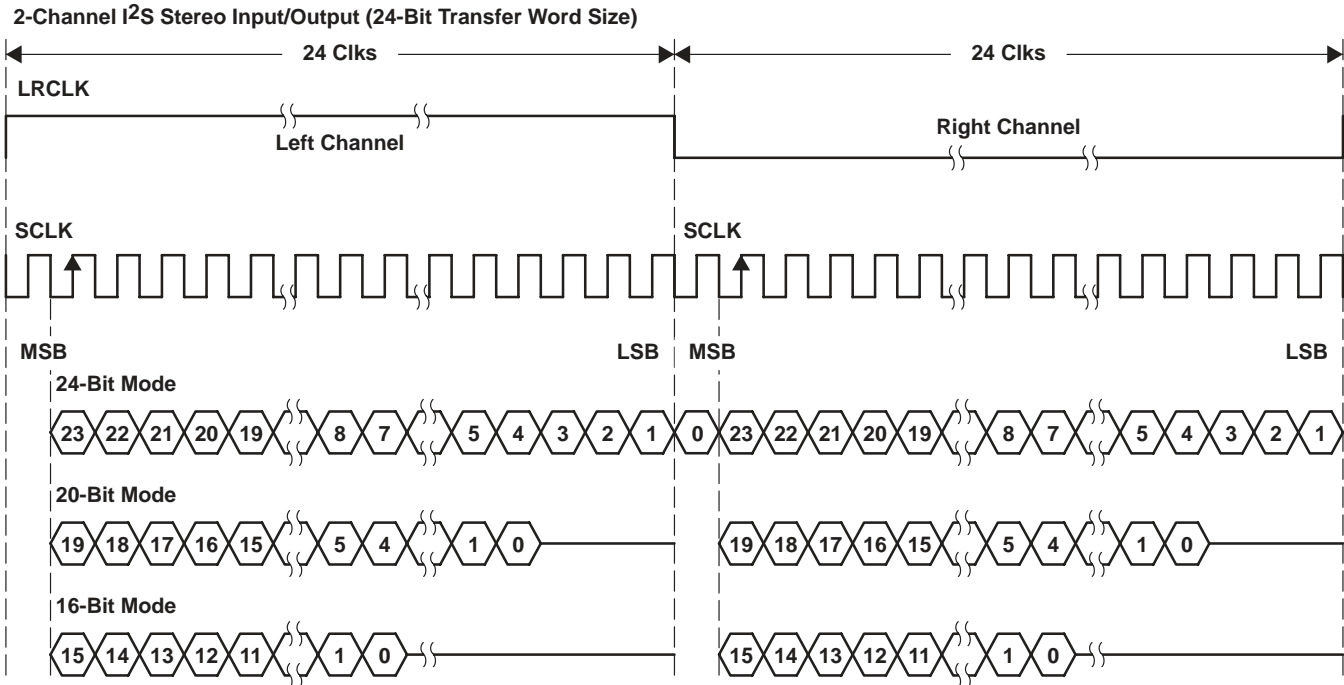 2-Channel I2S Stereo Input/Output (24-Bit Transfer Word Size)
24 Clks 24 Clks
LRCLK
Left Channel Right Channel
SCLK SCLK
MSB LSB MSB LSB
24-Bit Mode
23 22 21 20 19 8 7 5 4 3 2 1 0 23 22 21 20 19 8 7 5 4 3 2 1
20-Bit Mode
19 18 17 16 15 5 4 1 0 19 18 17 16 15 5 4 1 0
16-Bit Mode
15 14 13 12 11 1 0 15 14 13 12 11 1 0